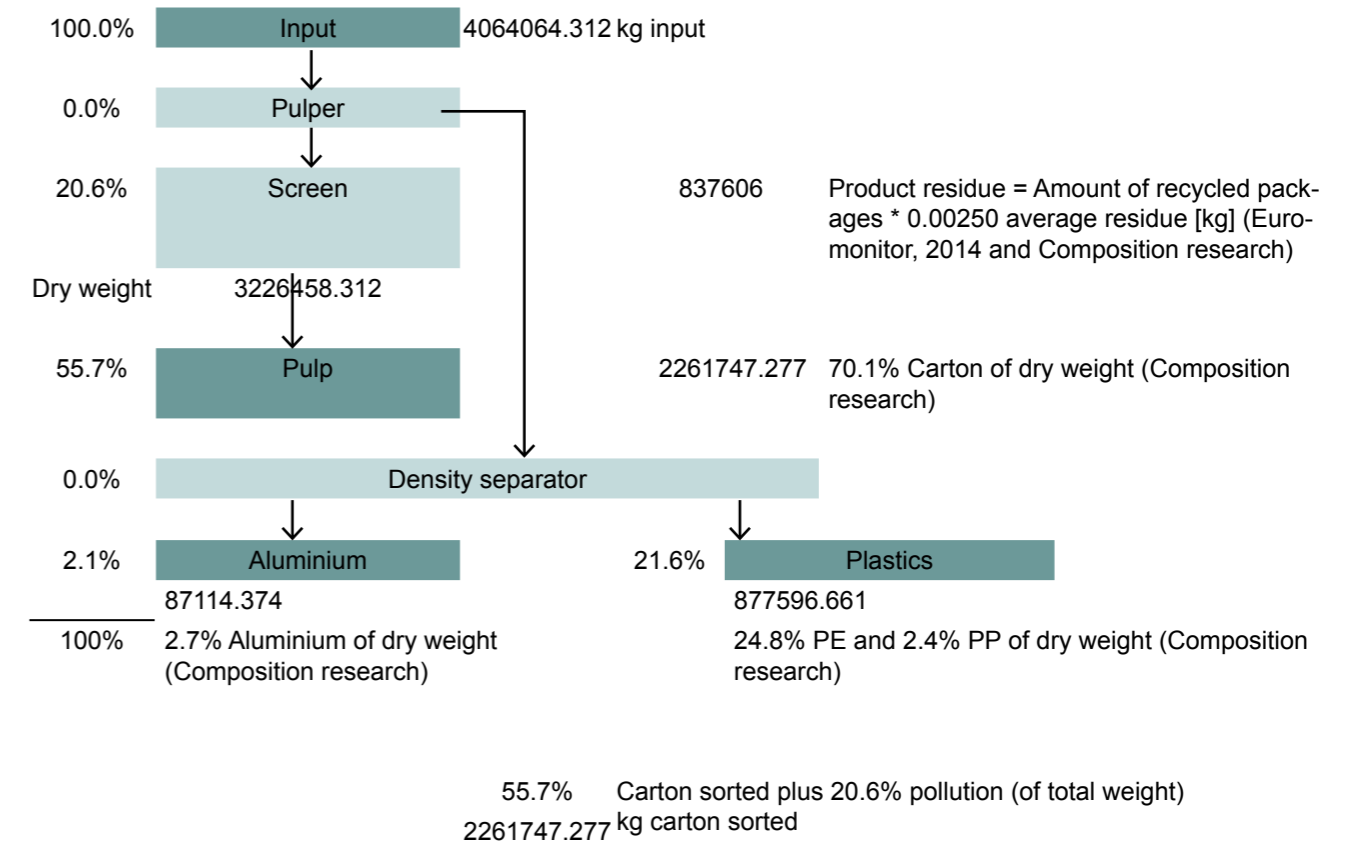 100.0% Input 4064064.312 kg input
0.0% Pulper
20.6% Screen 837606 Product residue = Amount of recycled pack-
ages * 0.00250 average residue [kg] (Euro-
monitor, 2014 and Composition research)
Dry weight 3226458.312
55.7% Pulp 2261747.277 70.1% Carton of dry weight (Composition
research)
0.0% Density separator
2.1% Aluminium 21.6% Plastics
87114.374 877596.661
100% 2.7% Aluminium of dry weight 24.8% PE and 2.4% PP of dry weight (Composition
(Composition research) research)
55.7% Carton sorted plus 20.6% pollution (of total weight)
2261747.277 kg carton sorted